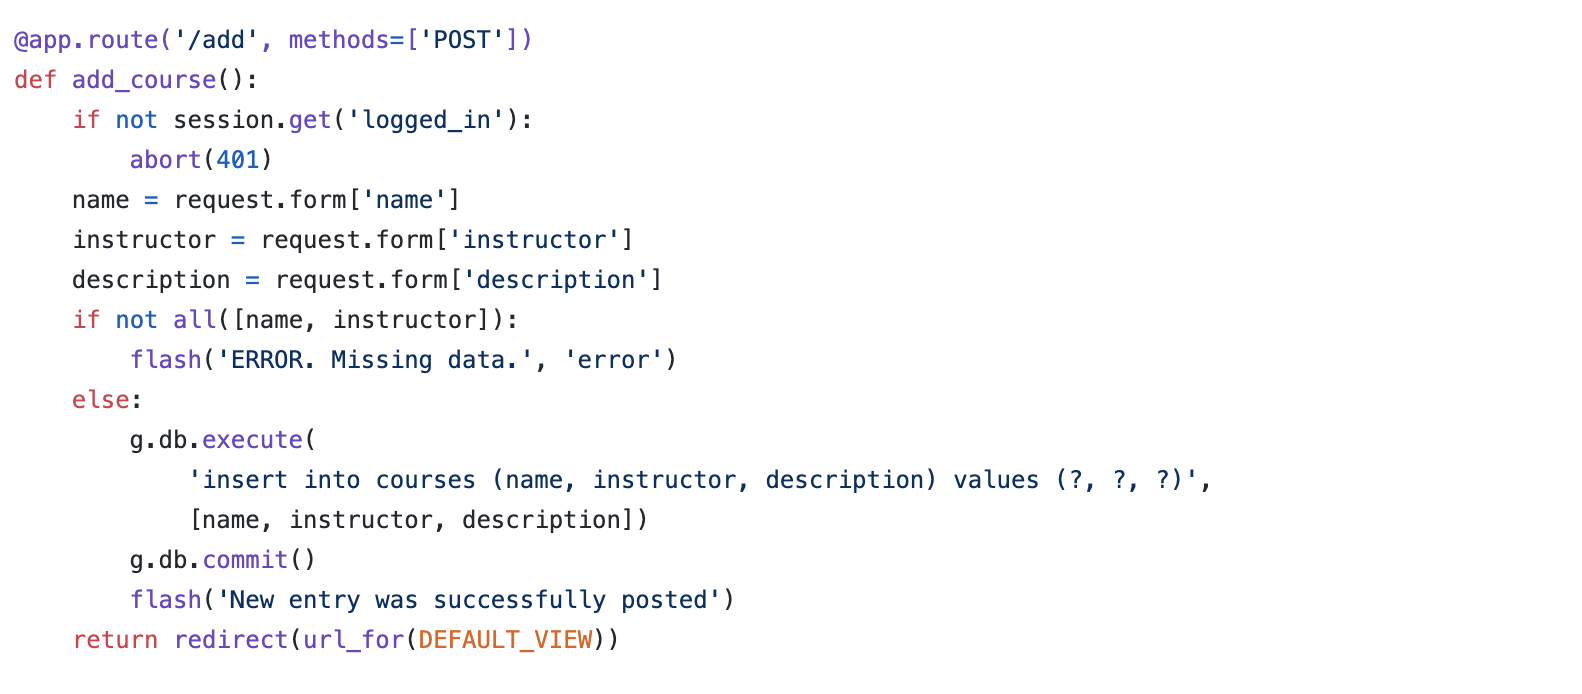 @app.route('/add', methods=['POST'])
def add_course():
    if not session.get('logged_in'):
        abort(401)
    name = request.form['name']
    instructor = request.form['instructor']
    description = request.form['description']
    if not all([name, instructor]):
        flash('ERROR. Missing data.', 'error')
    else:
        g.db.execute(
            'insert into courses (name, instructor, description) values (?, ?, ?)',
            [name, instructor, description])
        g.db.commit()
        flash('New entry was successfully posted')
    return redirect(url_for(DEFAULT_VIEW))